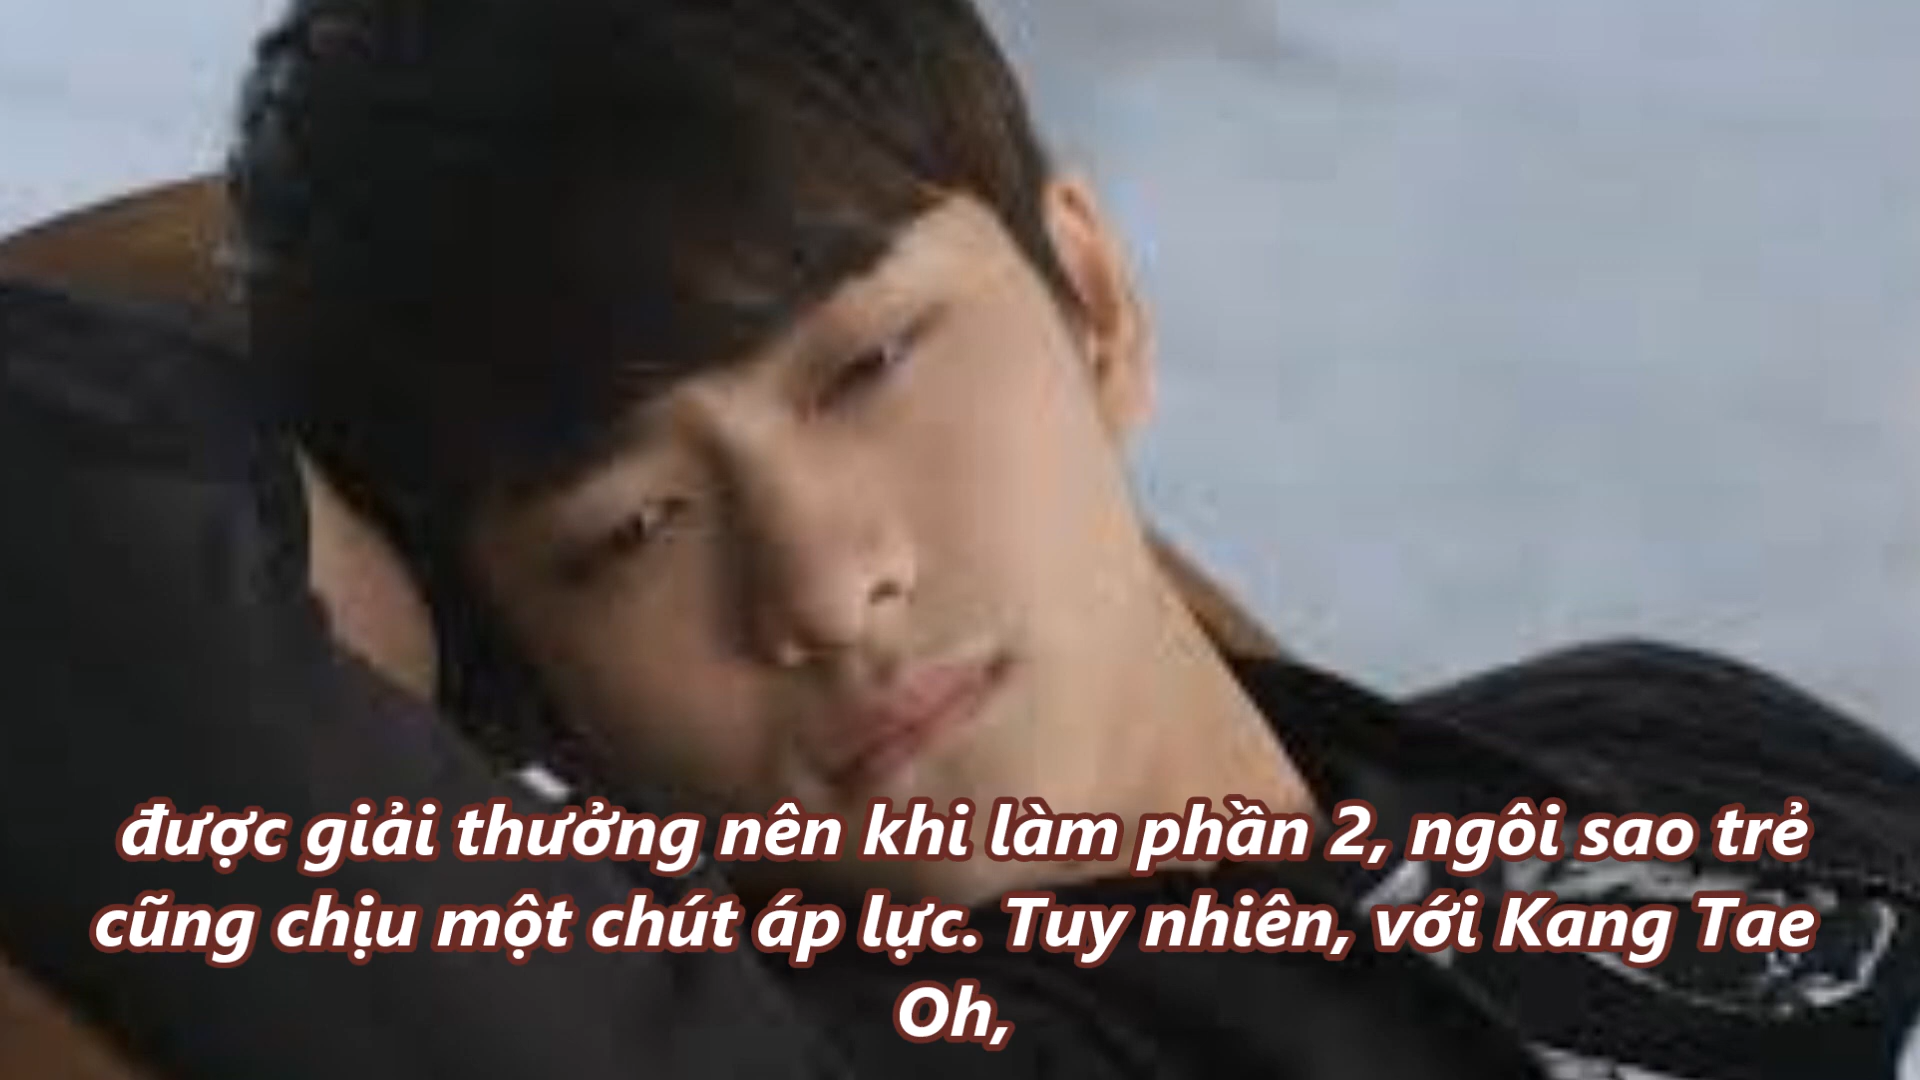 được giải thưởng nên khi làm phần 2, ngôi sao trẻ
cũng chịu một chút áp lực. Tuy nhiên, với Kang Tae
Oh,